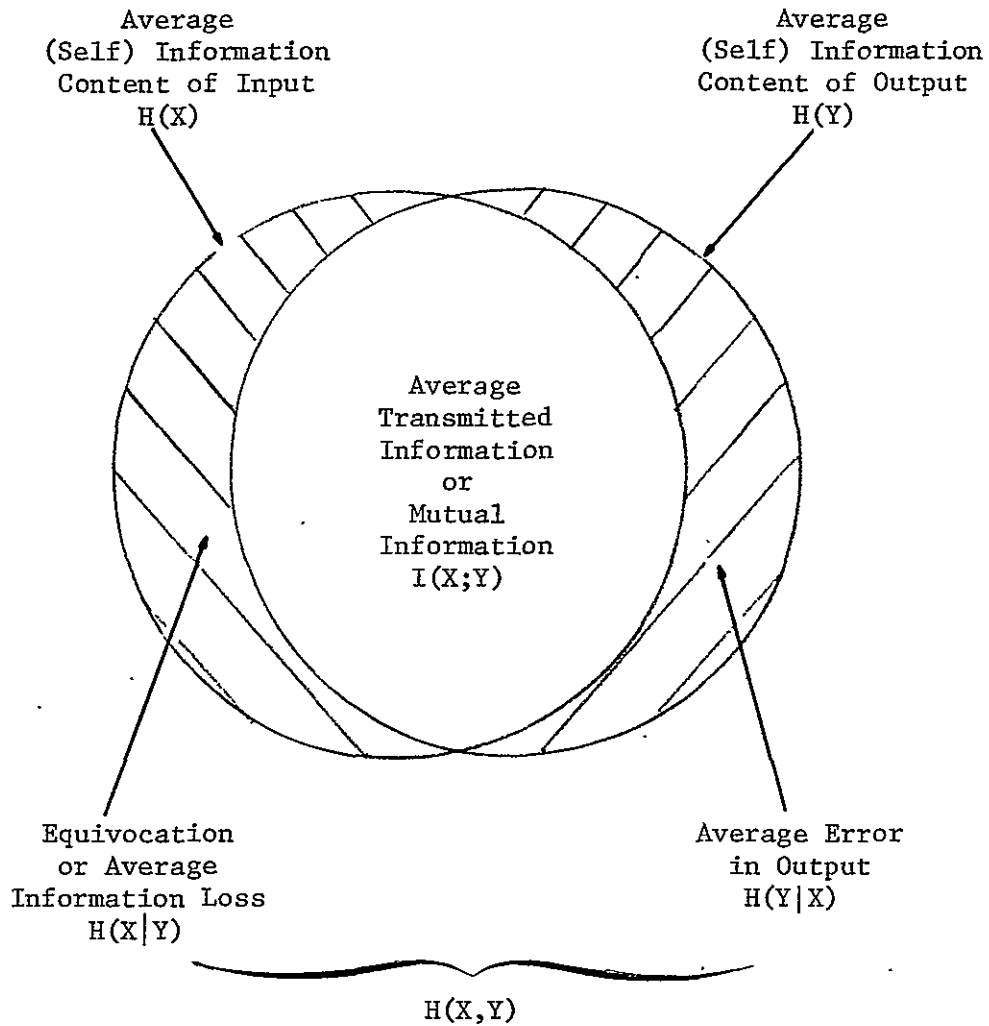 Average
(Self) Information
Content of Input
H(X)
Average
(Self) Information
Content of Output
H(Y)
Average
Transmitted
Information
or
Mutual
Information
I(X;Y)
Equivocation
or Average
Information Loss
H(X|Y)
Average Error
in Output
H(Y|X)
H(X,Y)